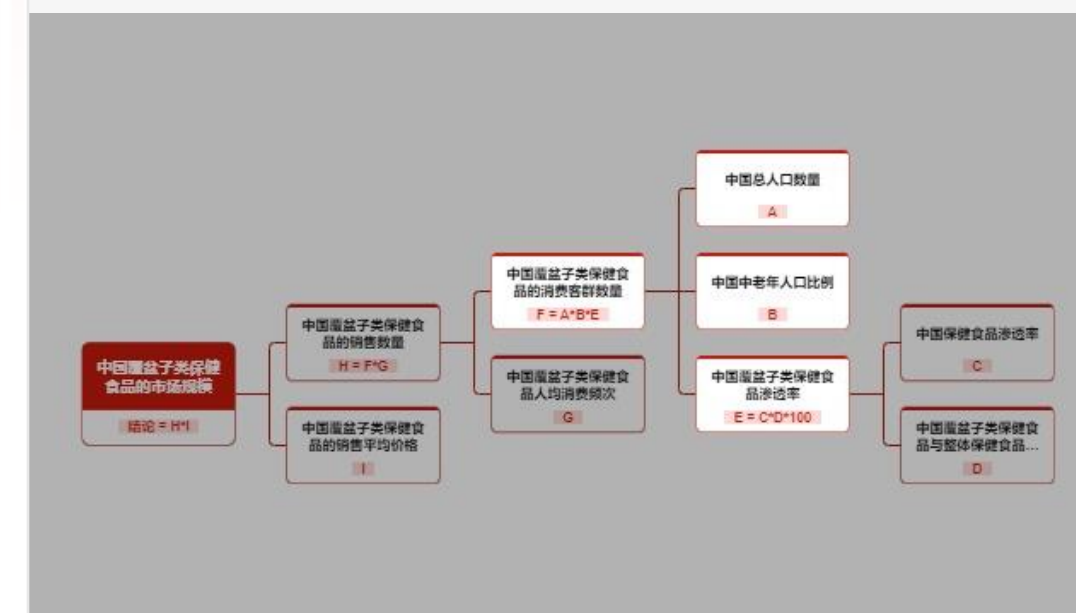 中国总人口数量
A
中国覆盆子类保健食
品的消费客群数量
F = A*B*E
中国中老年人口比例
B
中国覆盆子类保健食
品的销售数量
H = F*G
中国保健食品渗透率
C
中国覆盆子类保健
食品的市场规模
结论 = H*I
中国覆盆子类保健食
品人均消费频次
G
中国覆盆子类保健食
品渗透率
E = C*D*100
中国覆盆子类保健食
品的销售平均价格
I
中国覆盆子类保健食
品与整体保健食品...
D